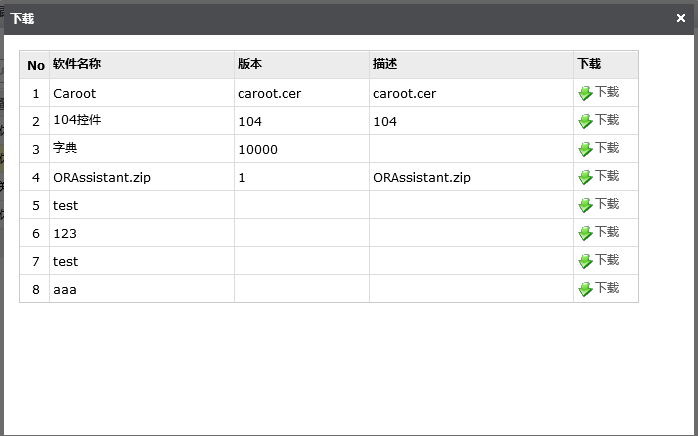 下载 ×
No 软件名称 版本 描述 下载
1 Caroot caroot.cer caroot.cer 下载
2 104控件 104 104 下载
3 字典 10000 下载
4 ORAssistant.zip 1 ORAssistant.zip 下载
5 test 下载
6 123 下载
7 test 下载
8 aaa 下载